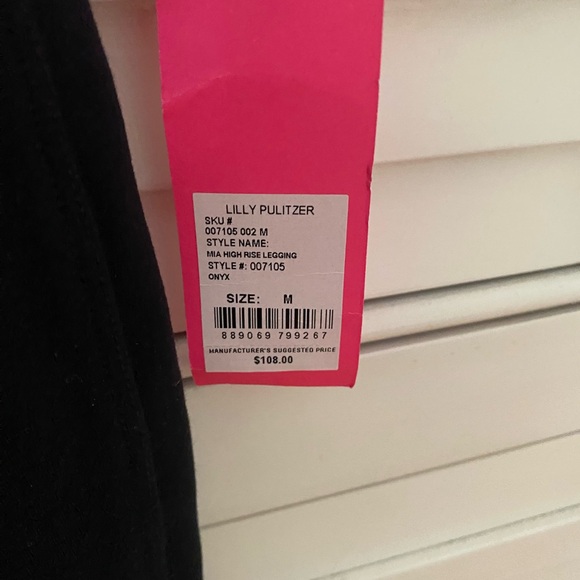 LILLY PULITZER
SKU #
007105 002 M
STYLE NAME:
MIA HIGH RISE LEGGING
STYLE #: 007105
ONYX
SIZE: M
889069 799267
MANUFACTURER'S SUGGESTED PRICE
$108.00